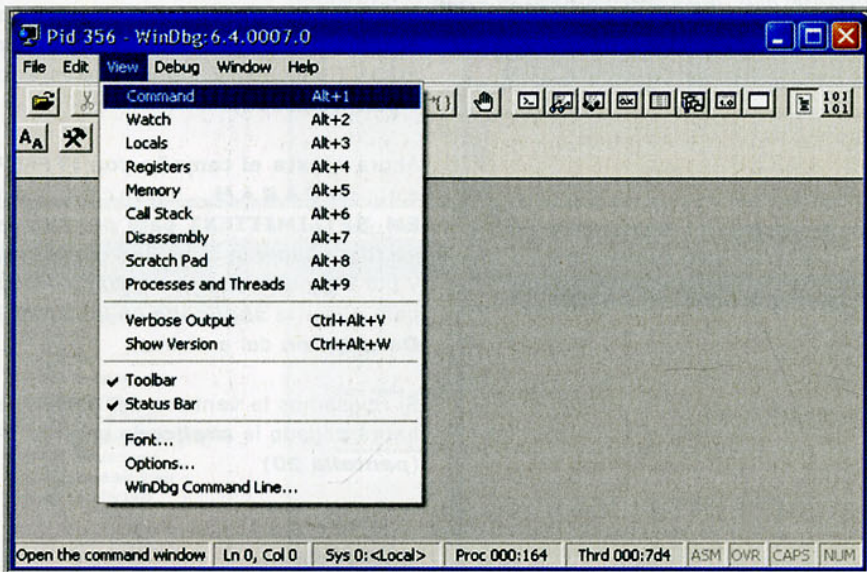 Pid 356 - WinDbg:6.4.0007.0
File Edit View Debug Window Help
Command Alt+1
Watch Alt+2
Locals Alt+3
Registers Alt+4
Memory Alt+5
Call Stack Alt+6
Disassembly Alt+7
Scratch Pad Alt+8
Processes and Threads Alt+9
Verbose Output Ctrl+Alt+V
Show Version Ctrl+Alt+W
Toolbar
Status Bar
Font...
Options...
WinDbg Command Line...
101
101
AA
Open the command window Ln 0, Col 0 Sys 0:<Local> Proc 000:164 Thrd 000:7d4 ASM OVR CAPS NUM